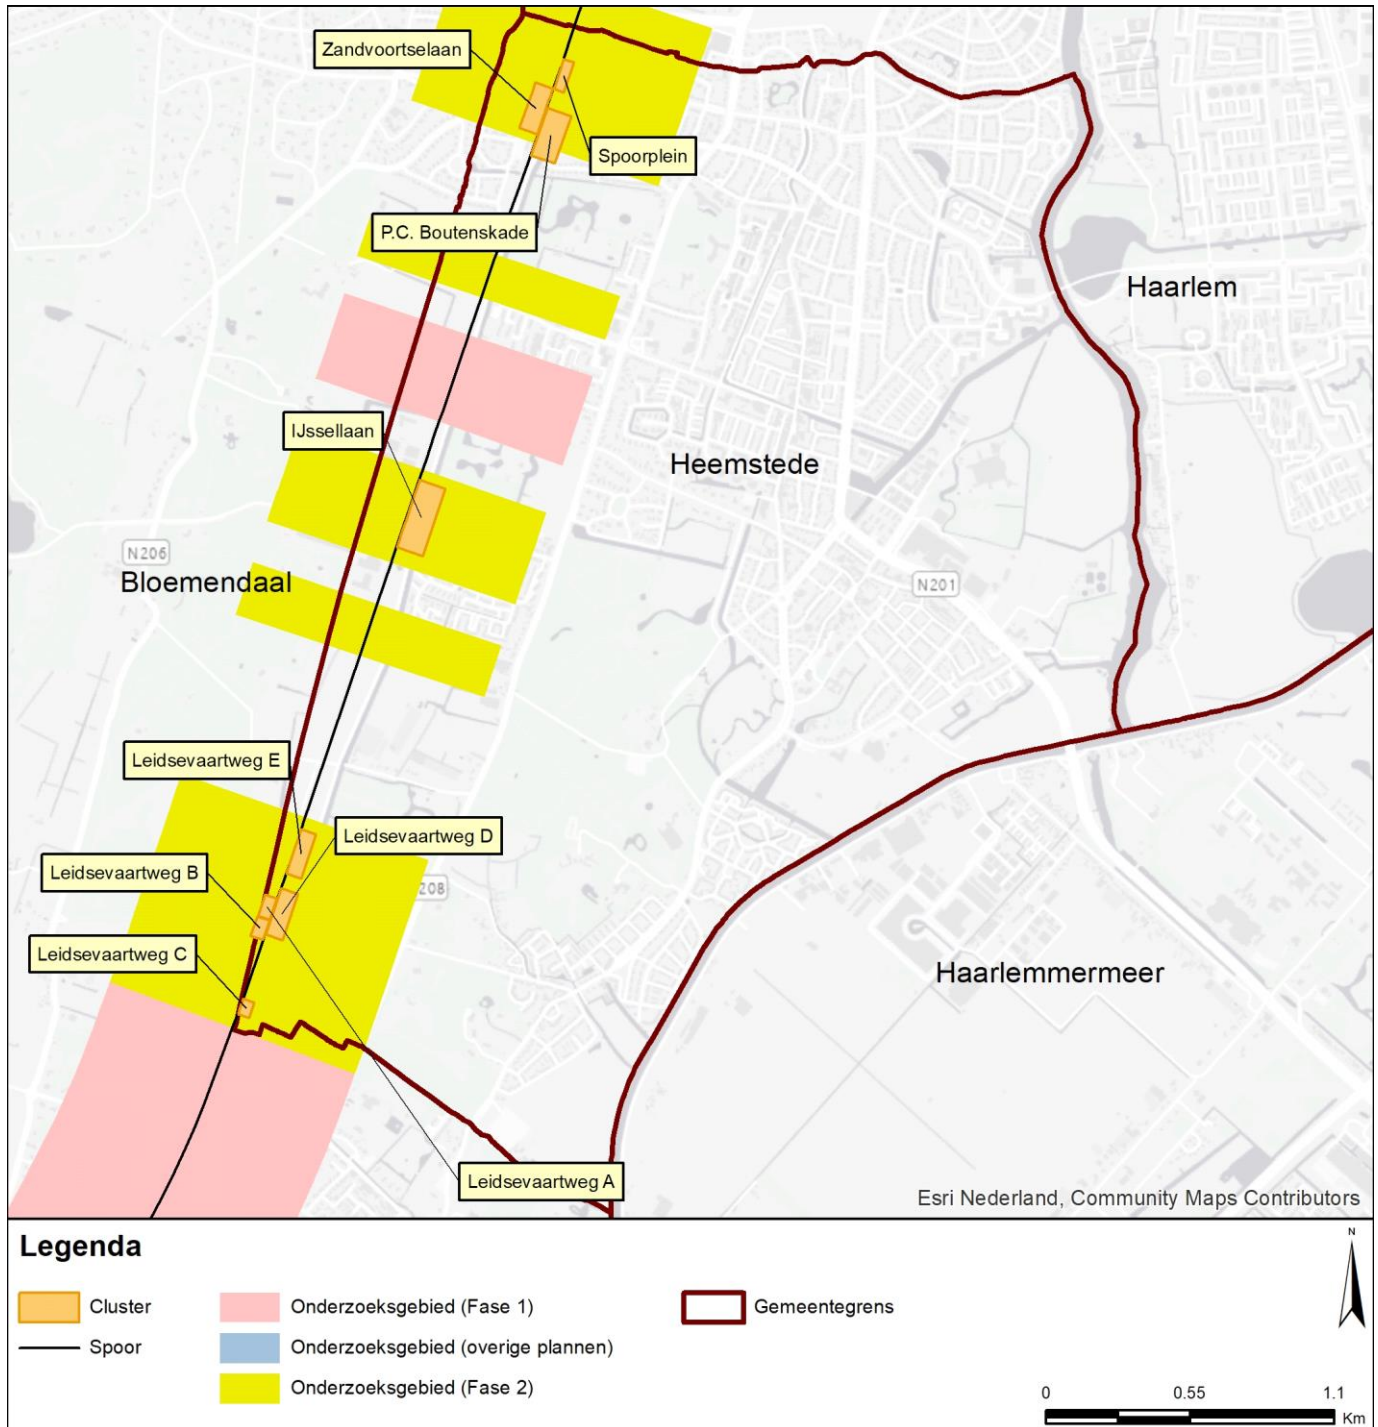 Zandvoortselaan
Spoorplein
P.C. Boutenskade
Haarlem
IJssellaan
Heemstede
N206
Bloemendaal
N201
Leidsevaartweg E
Leidsevaartweg D
Leidsevaartweg B
208
Leidsevaartweg C
Haarlemmermeer
Leidsevaartweg A
Esri Nederland, Community Maps Contributors
Legenda
N
Cluster
Onderzoeksgebied (Fase 1)
Gemeentegrens
Spoor
Onderzoeksgebied (overige plannen)
Onderzoeksgebied (Fase 2)
0 0.55 1.1
Km